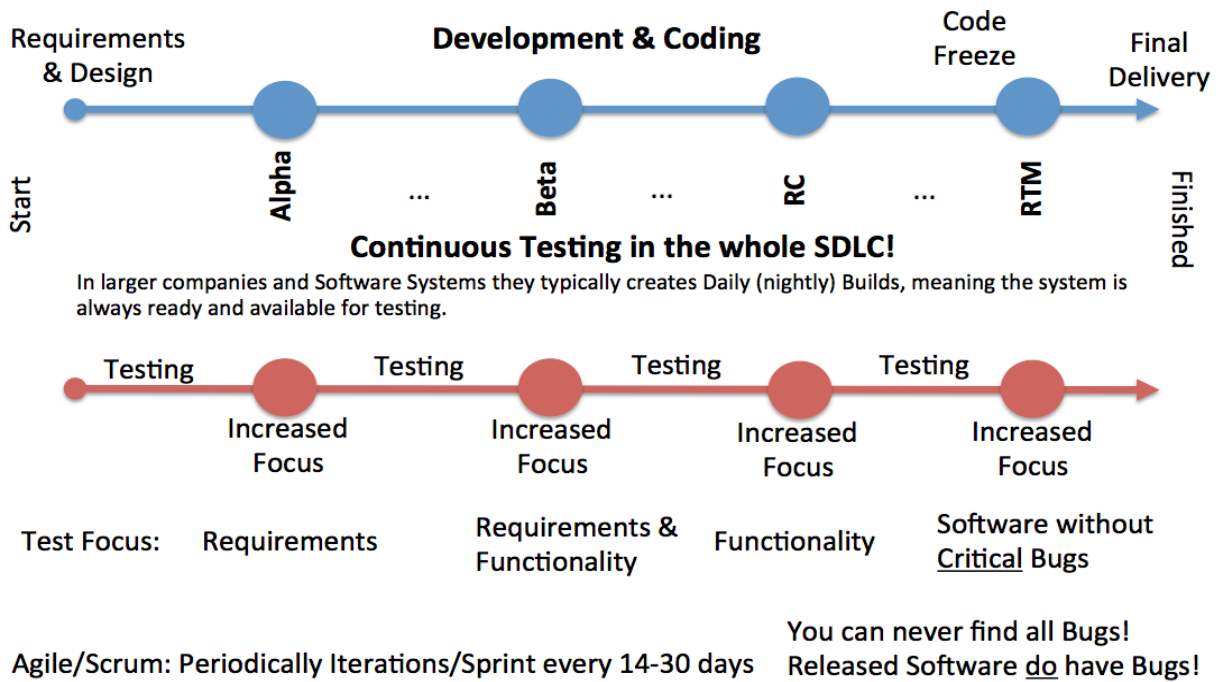 Requirements
& Design
Development & Coding
Code
Freeze
Final
Delivery
Start
Alpha
...
Beta
...
RC
...
RTM
Finished
Continuous Testing in the whole SDLC!
In larger companies and Software Systems they typically creates Daily (nightly) Builds, meaning the system is
always ready and available for testing.
Testing
Testing
Testing
Testing
Increased
Focus
Increased
Focus
Increased
Focus
Increased
Focus
Test Focus:
Requirements
Requirements &
Functionality
Functionality
Software without
Critical Bugs
Agile/Scrum: Periodically Iterations/Sprint every 14-30 days
You can never find all Bugs!
Released Software do have Bugs!